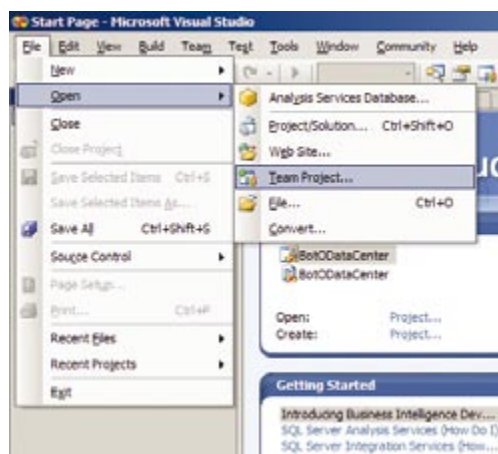 Start Page - Microsoft Visual Studio
File Edit View Build Team Test Tools Window Community Help
New
Open
Close
Close Project
Save Selected Items Ctrl+S
Save Selected Items As...
Save All Ctrl+Shift+S
Source Control
Page Setup...
Print... Ctrl+P
Recent Files
Recent Projects
Exit
Analysis Services Database...
Project/Solution... Ctrl+Shift+O
Web Site...
Team Project...
File... Ctrl+O
Convert...
BotODataCenter
BotODataCenter
Open: Project...
Create: Project...
Getting Started
Introducing Business Intelligence Dev...
SQL Server Analysis Services (How Do I)
SQL Server Integration Services (How...